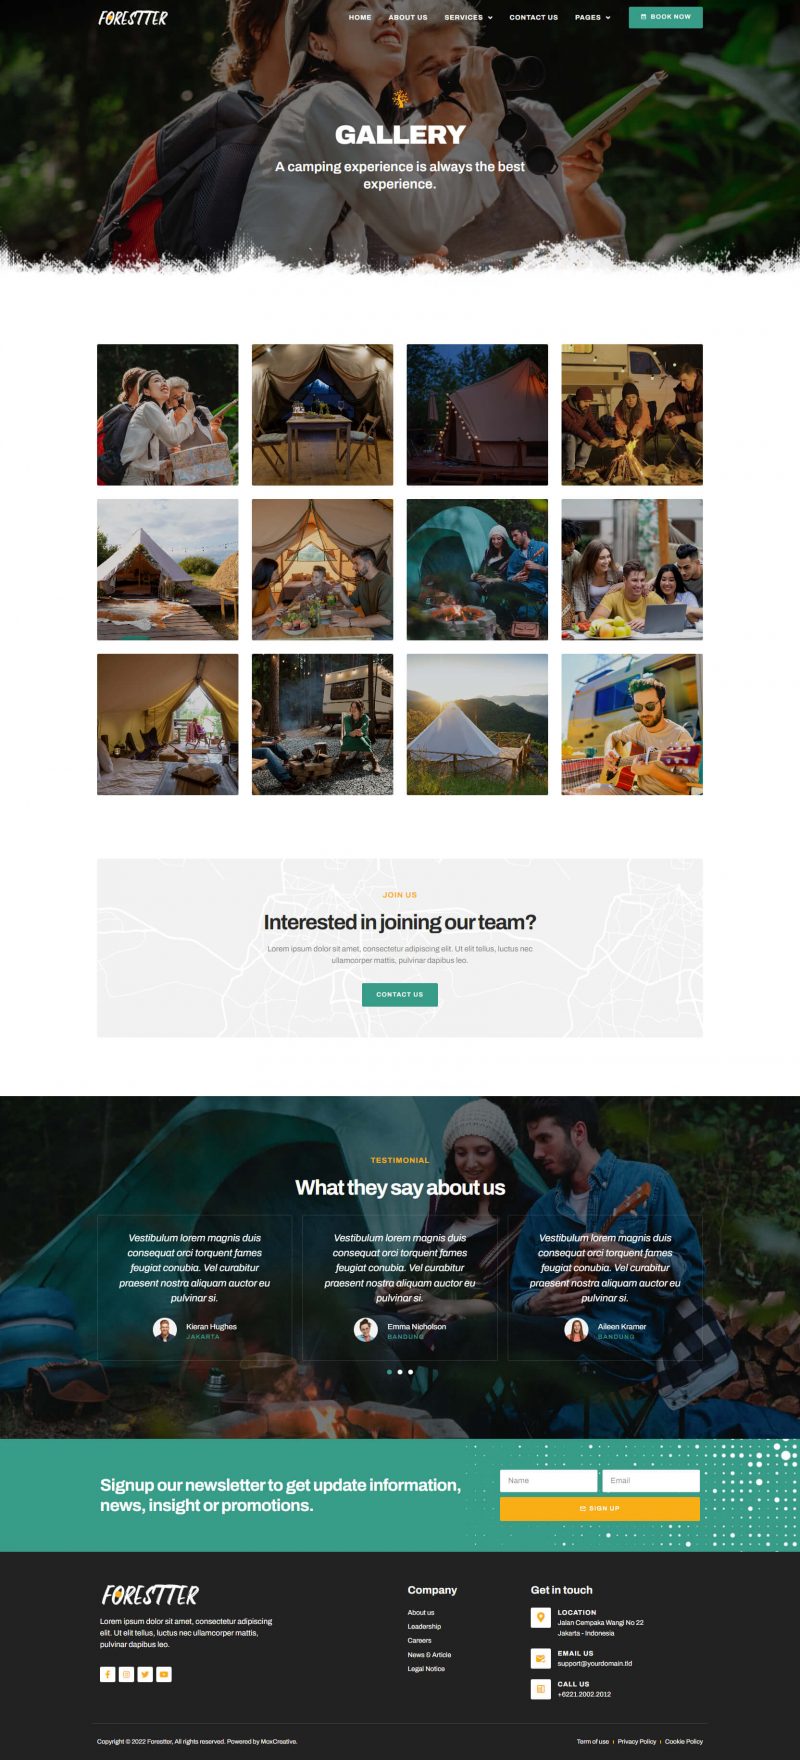 FORESTTER
HOME ABOUT US SERVICES CONTACT US PAGES BOOK NOW
GALLERY
A camping experience is always the best
experience.
JOIN US
Interested in joining our team?
Lorem ipsum dolor sit amet, consectetur adipiscing elit. Ut elit tellus, luctus nec
ullamcorper mattis, pulvinar dapibus leo.
CONTACT US
TESTIMONIAL
What they say about us
Vestibulum lorem magnis duis
consequat orci torquent fames
feugiat conubia. Vel curabitur
praesent nostra aliquam auctor eu
pulvinar si.
Kieran Hughes
JAKARTA
Vestibulum lorem magnis duis
consequat orci torquent fames
feugiat conubia. Vel curabitur
praesent nostra aliquam auctor eu
pulvinar si.
Emma Nicholson
BANDUNG
Vestibulum lorem magnis duis
consequat orci torquent fames
feugiat conubia. Vel curabitur
praesent nostra aliquam auctor eu
pulvinar si.
Aileen Kramer
BANDUNG
Signup our newsletter to get update information,
news, insight or promotions.
Name
Email
SIGN UP
FORESTTER
Lorem ipsum dolor sit amet, consectetur adipiscing
elit. Ut elit tellus, luctus nec ullamcorper mattis,
pulvinar dapibus leo.
Company
About us
Leadership
Careers
News & Article
Legal Notice
Get in touch
LOCATION
Jalan Cempaka Wangi No 22
Jakarta - Indonesia
EMAIL US
support@yourdomain.tld
CALL US
+6221.2002.2012
Copyright © 2022 Forestter, All rights reserved. Powered by MoxCreative.
Term of use Privacy Policy Cookie Policy